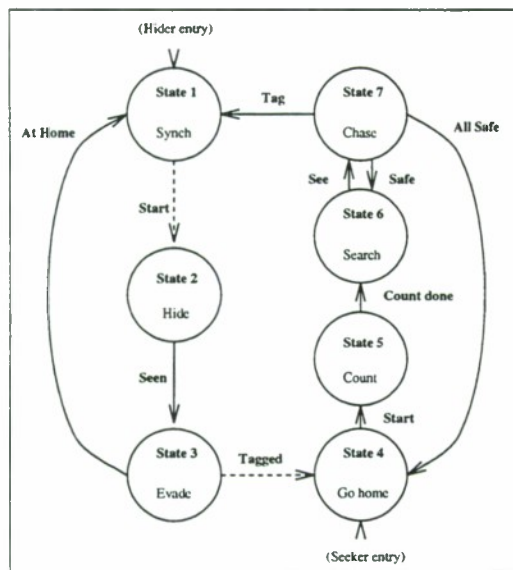 (Hider entry)
State 1
Synch
State 7
Chase
Tag
At Home
All Safe
See
Safe
Start
State 6
Search
State 2
Hide
Count done
State 5
Count
Seen
Start
State 3
Evade
Tagged
State 4
Go home
(Seeker entry)